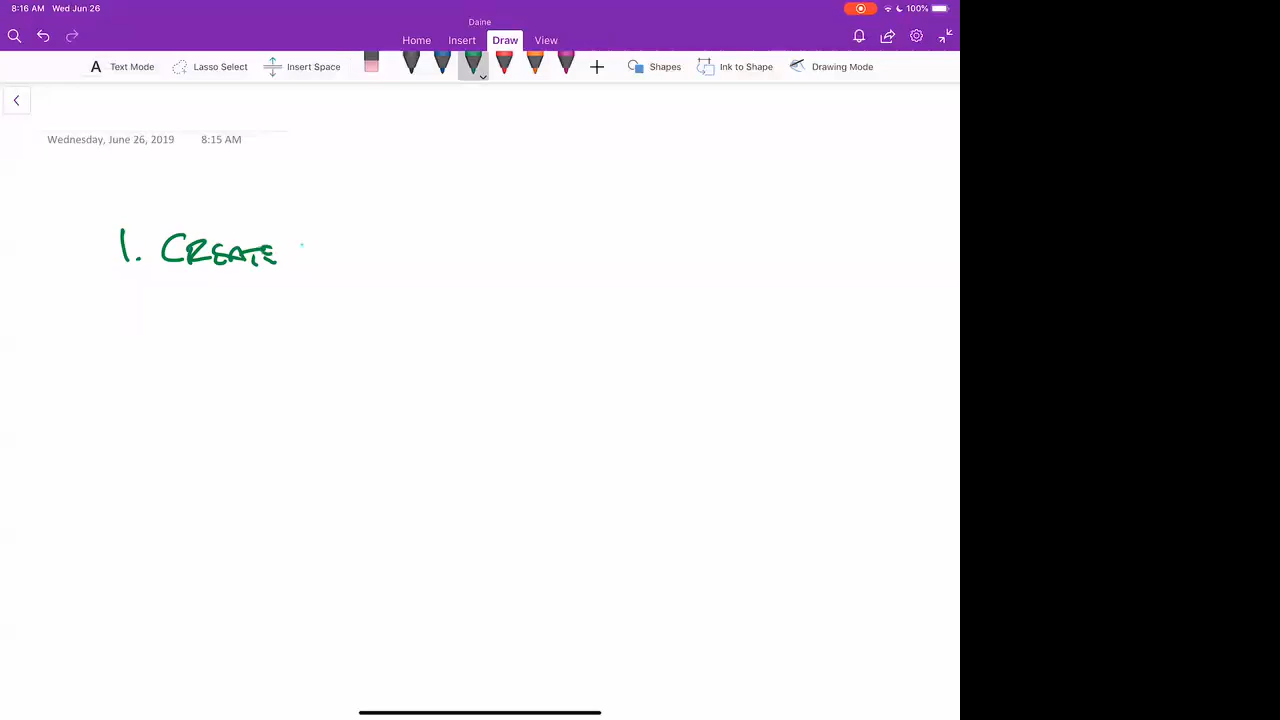 8:16 AM Wed Jun 26
100%
Daine
Home Insert Draw View
A Text Mode Lasso Select Insert Space Shapes Ink to Shape Drawing Mode
Wednesday, June 26, 2019 8:15 AM
1. CREATE